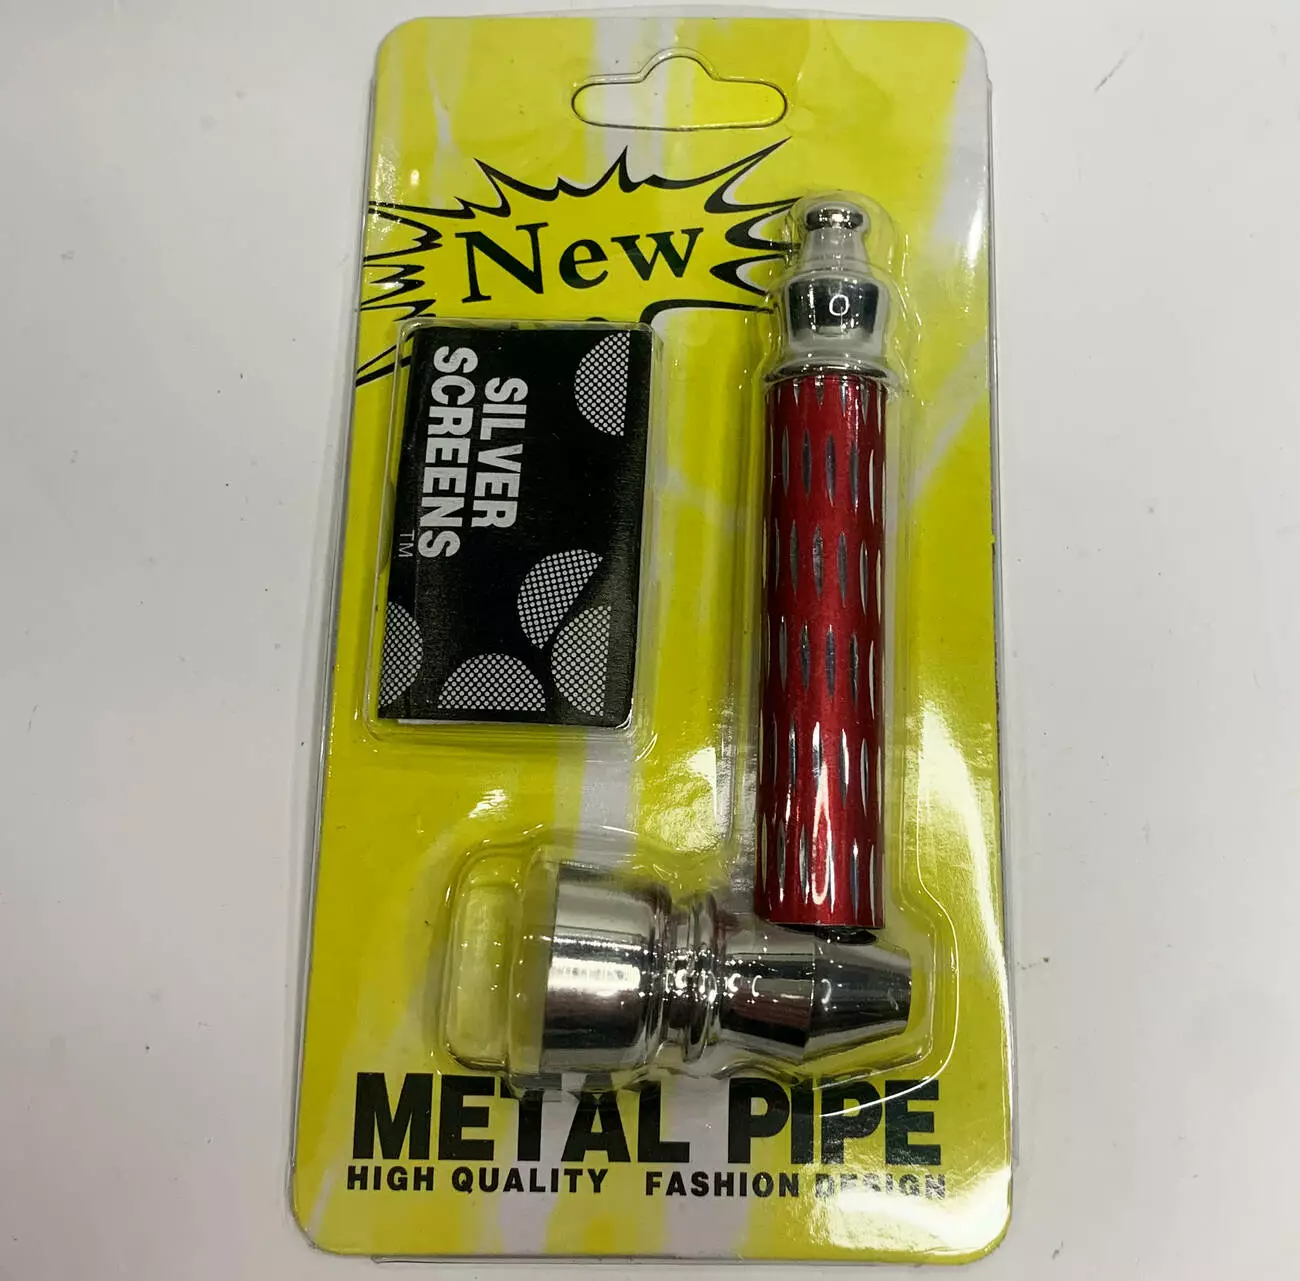 New
SILVER
SCREENS
TM
METAL PIPE
HIGH QUALITY FASHION DESIGN